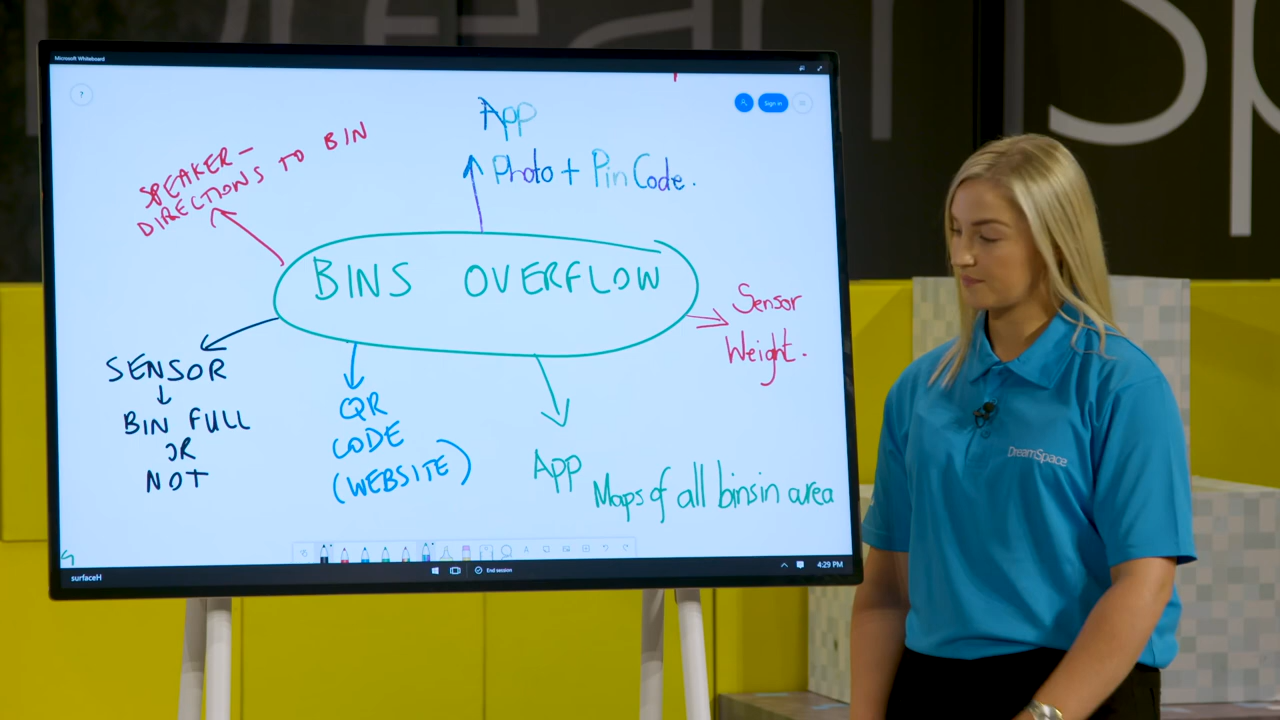 Microsoft Whiteboard
?
Sign in
App
Photo + Pin Code.
SPEAKER -
DIRECTIONS TO BIN
BINS OVERFLOW
Sensor
Weight.
SENSOR
BIN FULL
OR
NOT
QR
CODE
(WEBSITE)
App
Maps of all bins in area
surfaceH
End session
4:29 PM
DreamSpace